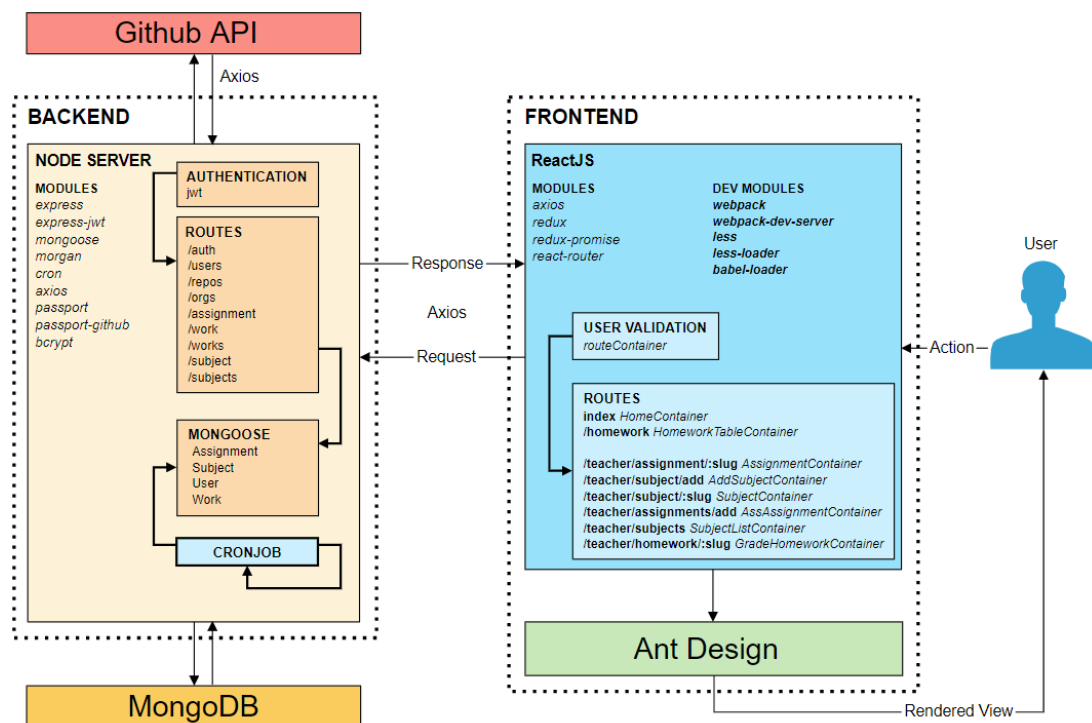 Github API
Axios
BACKEND
NODE SERVER
MODULES
express
express-jwt
mongoose
morgan
cron
axios
passport
passport-github
bcrypt
AUTHENTICATION
jwt
ROUTES
/auth
/users
/repos
/orgs
/assignment
/work
/works
/subject
/subjects
MONGOOSE
Assignment
Subject
User
Work
CRONJOB
MongoDB
Response
Axios
Request
FRONTEND
ReactJS
MODULES
axios
redux
redux-promise
react-router
DEV MODULES
webpack
webpack-dev-server
less
less-loader
babel-loader
USER VALIDATION
routeContainer
ROUTES
index HomeContainer
/homework HomeworkTableContainer
/teacher/assignment/:slug AssignmentContainer
/teacher/subject/add AddSubjectContainer
/teacher/subject/:slug SubjectContainer
/teacher/assignments/add AssAssignmentContainer
/teacher/subjects SubjectListContainer
/teacher/homework/:slug GradeHomeworkContainer
Ant Design
User
Action
Rendered View